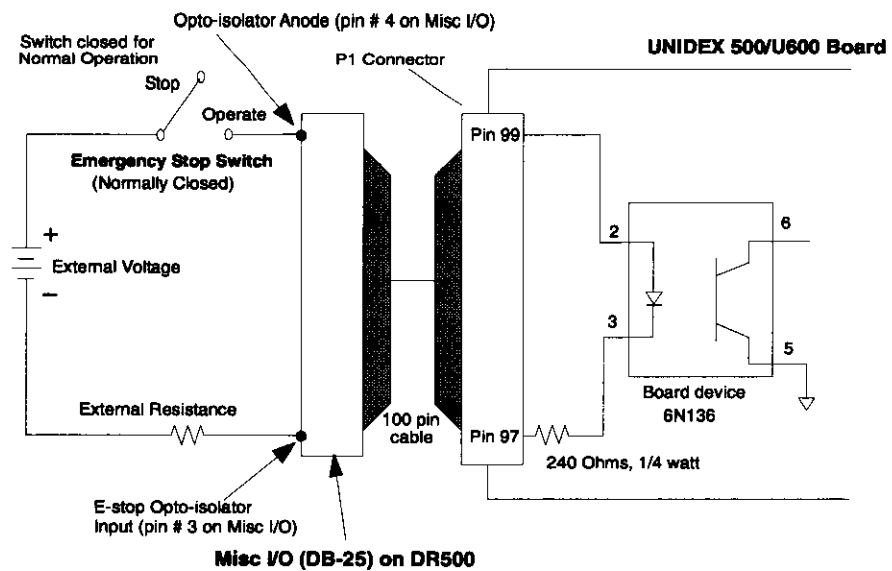 Opto-isolator Anode (pin # 4 on Misc I/O)
Switch closed for
Normal Operation
P1 Connector
UNIDEX 500/U600 Board
Stop
Operate
Pin 99
Emergency Stop Switch
(Normally Closed)
6
2
+
External Voltage
–
3
5
Board device
6N136
External Resistance
100 pin
cable
Pin 97
240 Ohms, 1/4 watt
E-stop Opto-isolator
Input (pin # 3 on Misc I/O)
Misc I/O (DB-25) on DR500